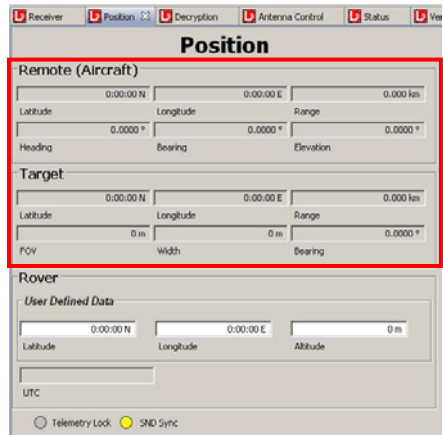 Receiver Position Decryption Antenna Control Status
Position
Remote (Aircraft)
0:00:00 N 0:00:00 E 0.000 km
Latitude Longitude Range
0.0000 ° 0.0000 ° 0.0000 °
Heading Bearing Elevation
Target
0:00:00 N 0:00:00 E 0.000 km
Latitude Longitude Range
0 m 0 m 0.0000 °
FOV Width Bearing
Rover
User Defined Data
0:00:00 N 0:00:00 E 0 m
Latitude Longitude Altitude
UTC
Telemetry Lock SND Sync